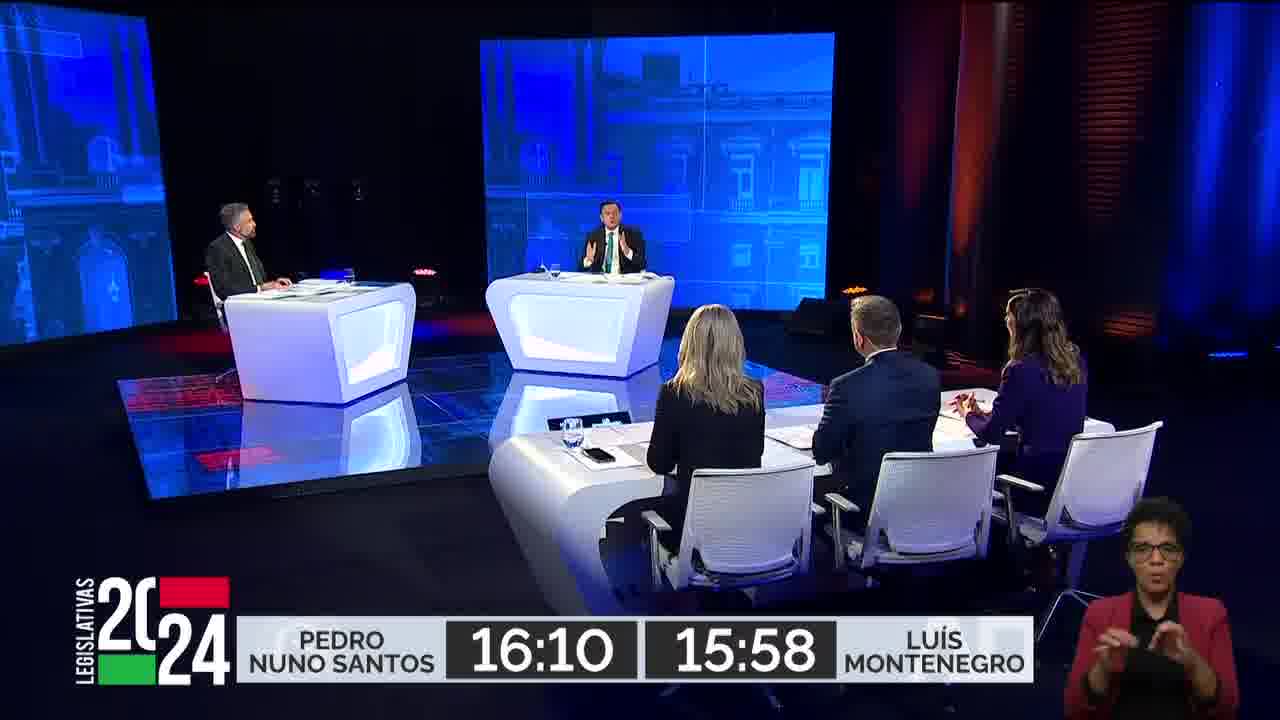 LEGISLATIVAS
2024
PEDRO
NUNO SANTOS
16:10
15:58
LUÍS
MONTENEGRO